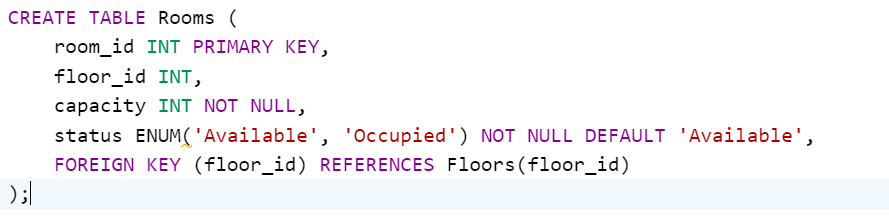 CREATE TABLE Rooms (
    room_id INT PRIMARY KEY,
    floor_id INT,
    capacity INT NOT NULL,
    status ENUM('Available', 'Occupied') NOT NULL DEFAULT 'Available',
    FOREIGN KEY (floor_id) REFERENCES Floors(floor_id)
);